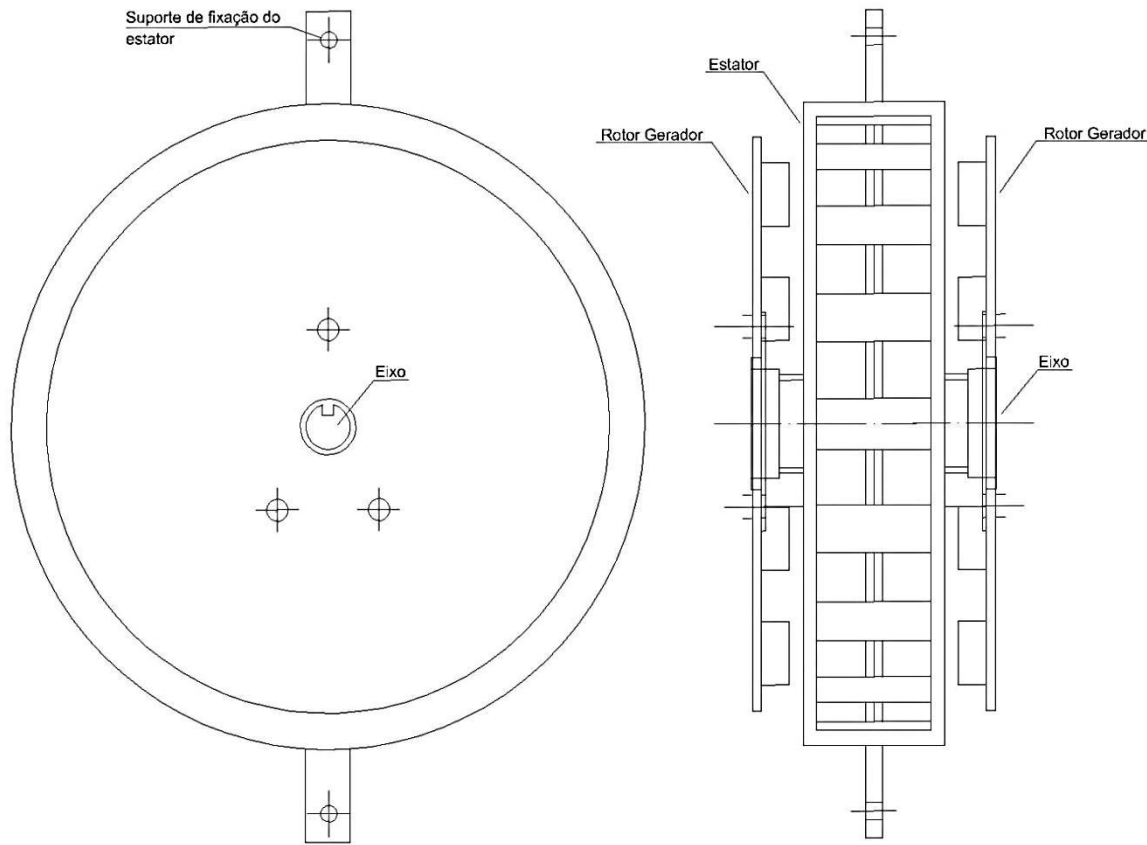 Suporte de fixação do
estator
Eixo
Estator
Rotor Gerador
Rotor Gerador
Eixo